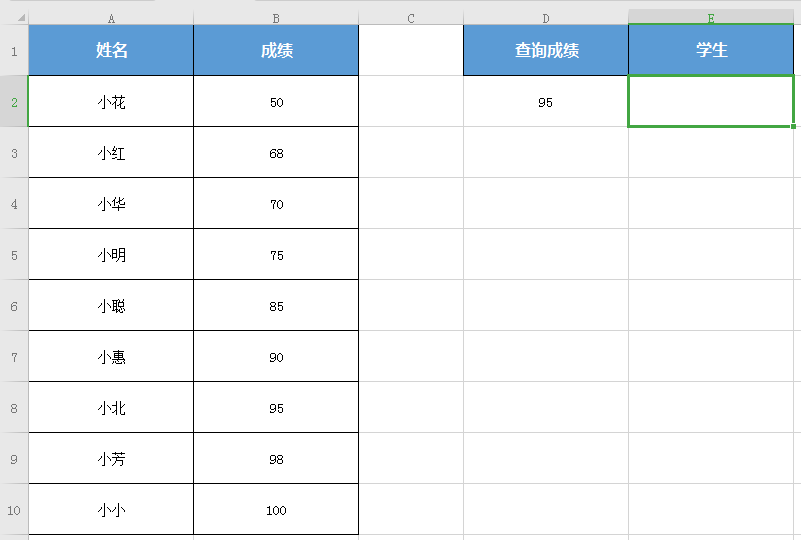 A B C D E
1 姓名 成绩 查询成绩 学生
2 小花 50 95
3 小红 68
4 小华 70
5 小明 75
6 小聪 85
7 小惠 90
8 小北 95
9 小芳 98
10 小小 100